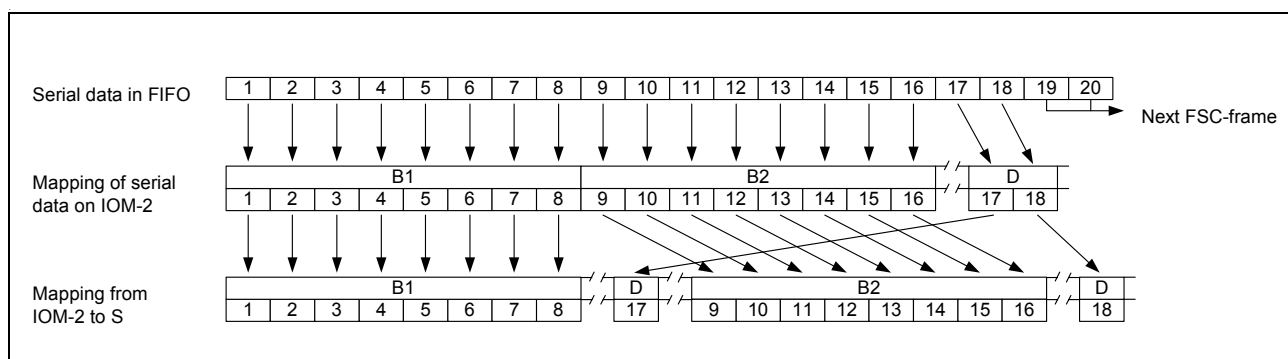 Serial data in FIFO 1 2 3 4 5 6 7 8 9 10 11 12 13 14 15 16 17 18 19 20
Next FSC-frame
Mapping of serial
data on IOM-2
B1 B2 D
1 2 3 4 5 6 7 8 9 10 11 12 13 14 15 16 17 18
Mapping from
IOM-2 to S
B1 D B2 D
1 2 3 4 5 6 7 8 17 9 10 11 12 13 14 15 16 18